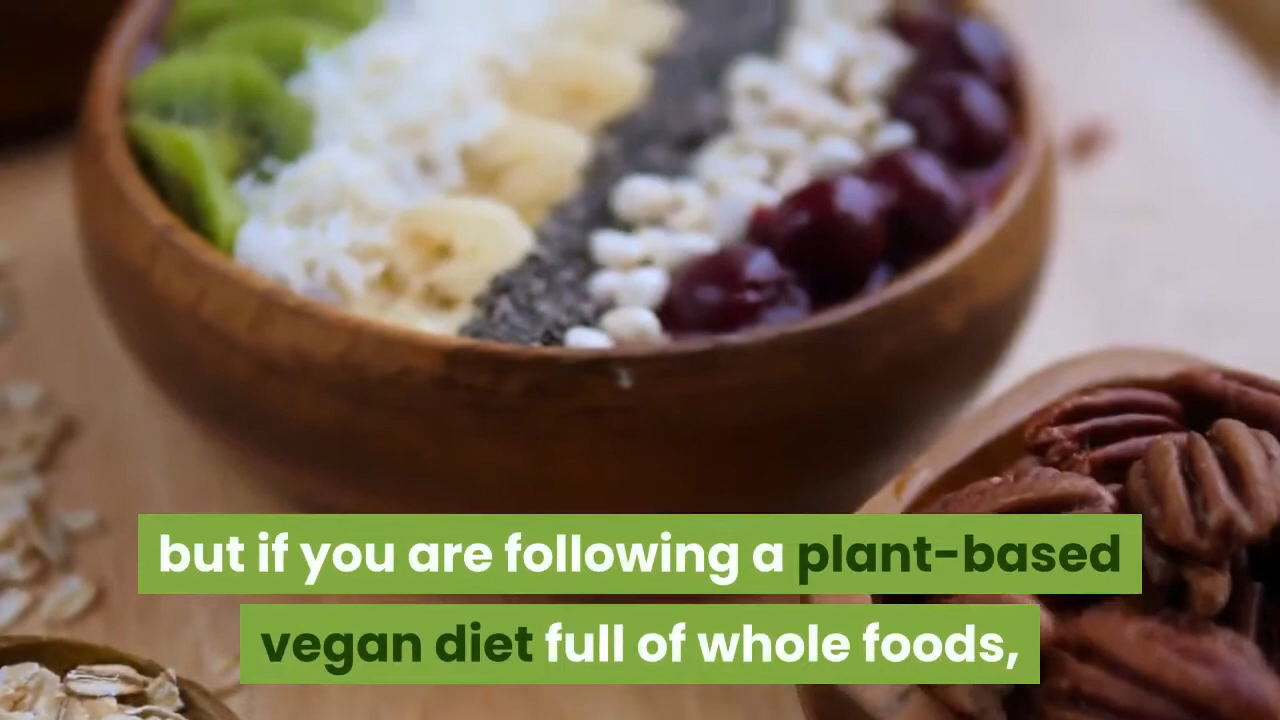 but if you are following a plant-based
vegan diet full of whole foods,